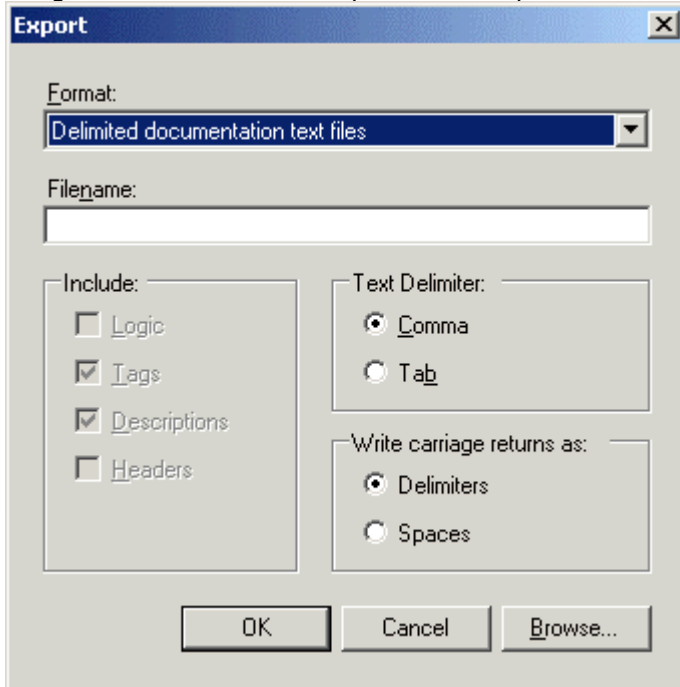 Export
Format:
Delimited documentation text files
Filename:
Include:
Logic
Tags
Descriptions
Headers
Text Delimiter:
Comma
Tab
Write carriage returns as:
Delimiters
Spaces
OK
Cancel
Browse...